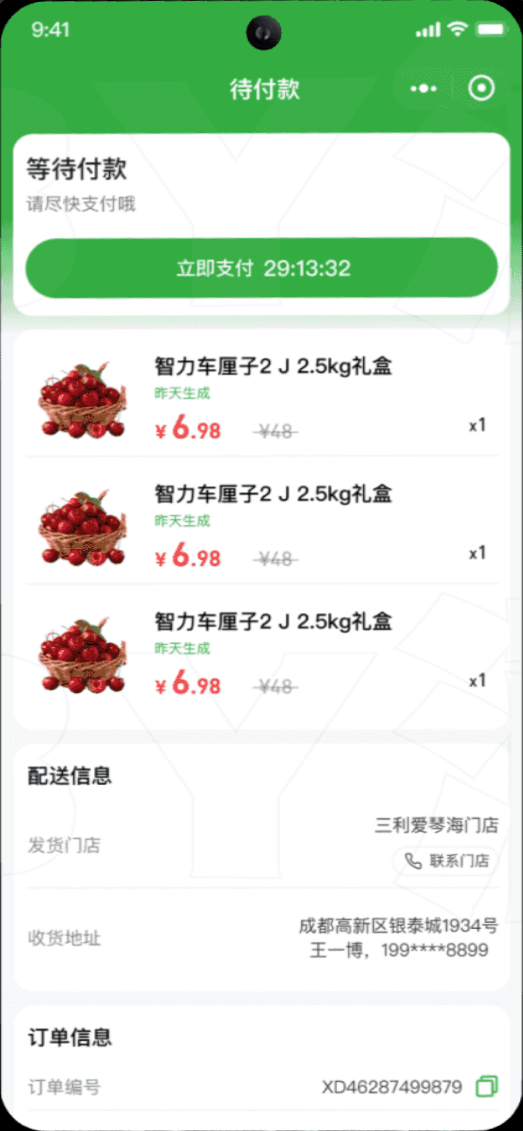 9:41
待付款
等待付款
请尽快支付哦
立即支付 29:13:32
智力车厘子2 J 2.5kg礼盒
昨天生成
¥6.98 ¥48 x1
智力车厘子2 J 2.5kg礼盒
昨天生成
¥6.98 ¥48 x1
智力车厘子2 J 2.5kg礼盒
昨天生成
¥6.98 ¥48 x1
配送信息
发货门店
三利爱琴海门店
联系门店
收货地址
成都高新区银泰城1934号
王一博，199****8899
订单信息
订单编号 XD46287499879